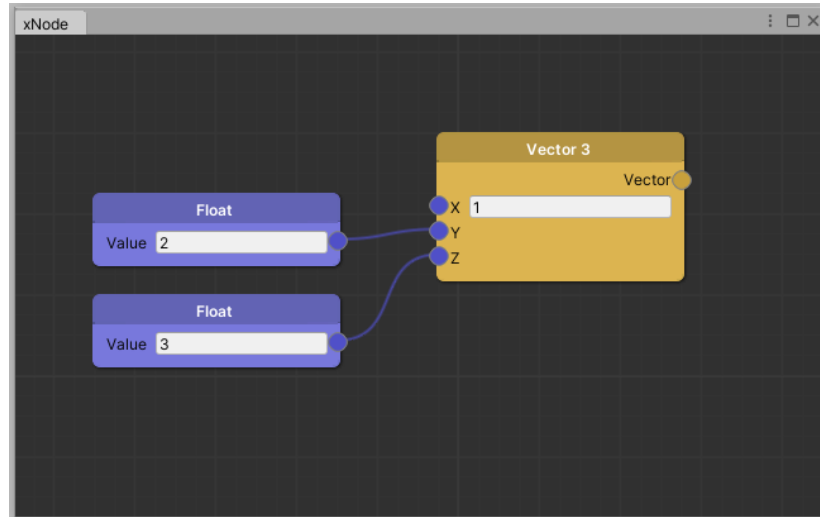 xNode
Float
Value 2
Float
Value 3
Vector 3
Vector
X 1
Y
Z